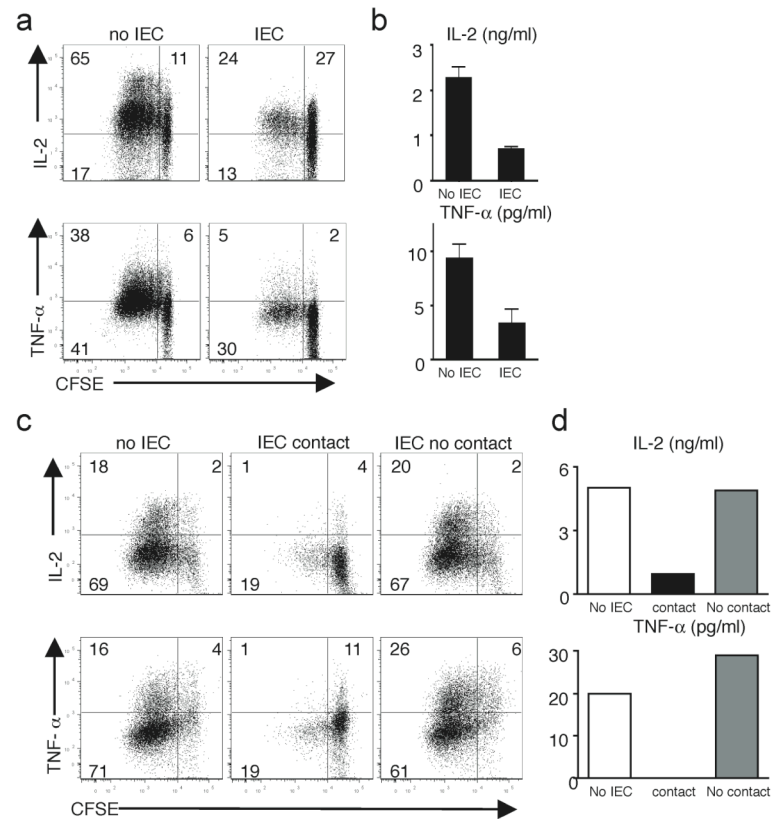 a
no IEC
IEC
65 11
24 27
IL-2
17
13
38 6
5 2
TNF-α
41
30
CFSE
b
IL-2 (ng/ml)
3
2
1
0
No IEC IEC
TNF-α (pg/ml)
10
5
0
No IEC IEC
c
no IEC
IEC contact
IEC no contact
18 2
1 4
20 2
IL-2
69
19
67
16 4
1 11
26 6
TNF- α
71
19
61
CFSE
d
IL-2 (ng/ml)
6
5
0
No IEC contact No contact
TNF-α (pg/ml)
30
20
10
0
No IEC contact No contact